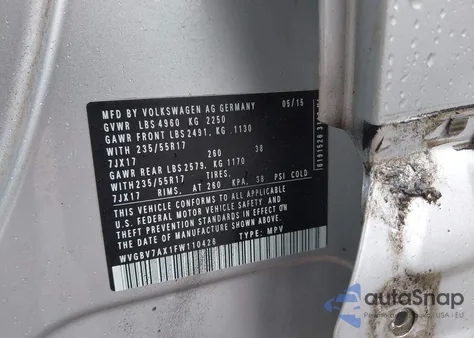 MFD BY VOLKSWAGEN AG GERMANY 05/15
GVWR LBS 4960 KG 2250
GAWR FRONT LBS 2491, KG .1130
WITH 235/55R17
7JX17 260 38
GAWR REAR LBS 2579, KG 1170
WITH 235/55R17 TIRES,
7JX17 RIMS, AT 260 KPA, 38 PSI COLD
THIS VEHICLE CONFORMS TO ALL APPLICABLE
U.S. FEDERAL MOTOR VEHICLE SAFETY AND
THEFT PREVENTION STANDARDS IN EFFECT
ON THE DATE OF MANUFACTURE SHOWN ABOVE
WVGBV7AX1FW110426 TYPE: MPV
autoSnap
USA - EU